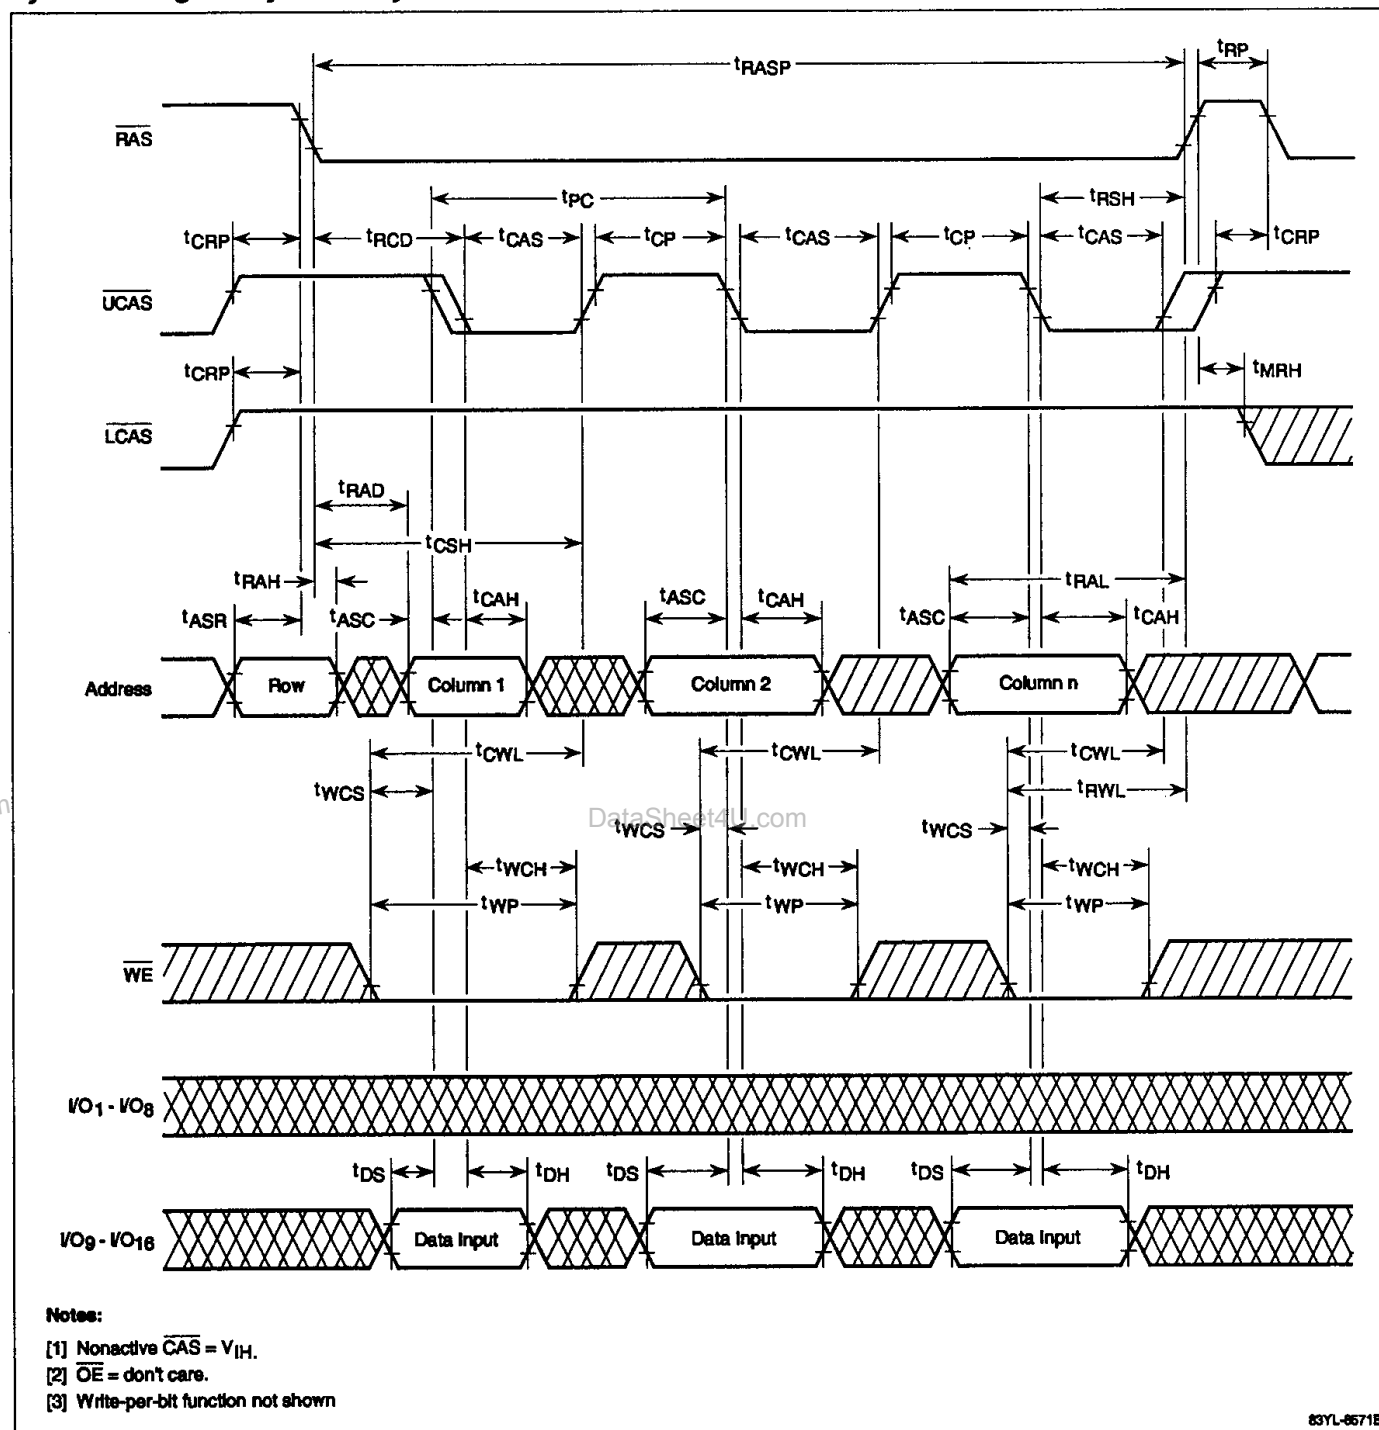 tRASP tRP
RAS
tPC tRSH
tCRP tRCD tCAS tCP tCAS tCP tCAS tCRP
UCAS
tCRP tMRH
LCAS
tRAD
tCSH
tRAH tCAH tASC tCAH tRAL
tASR tASC tASC tCAH
Address Row Column 1 Column 2 Column n
tCWL tCWL tCWL
tWCS tRWL
DataSheet4U.com
tWCS tWCS
tWCH tWCH tWCH
tWP tWP tWP
WE
I/O1 - I/O8
tDS tDH tDS tDH tDS tDH
I/O9 - I/O16 Data Input Data Input Data Input
Notes:
[1] Nonactive CAS = VIH.
[2] OE = don't care.
[3] Write-per-bit function not shown
83YL-8571B